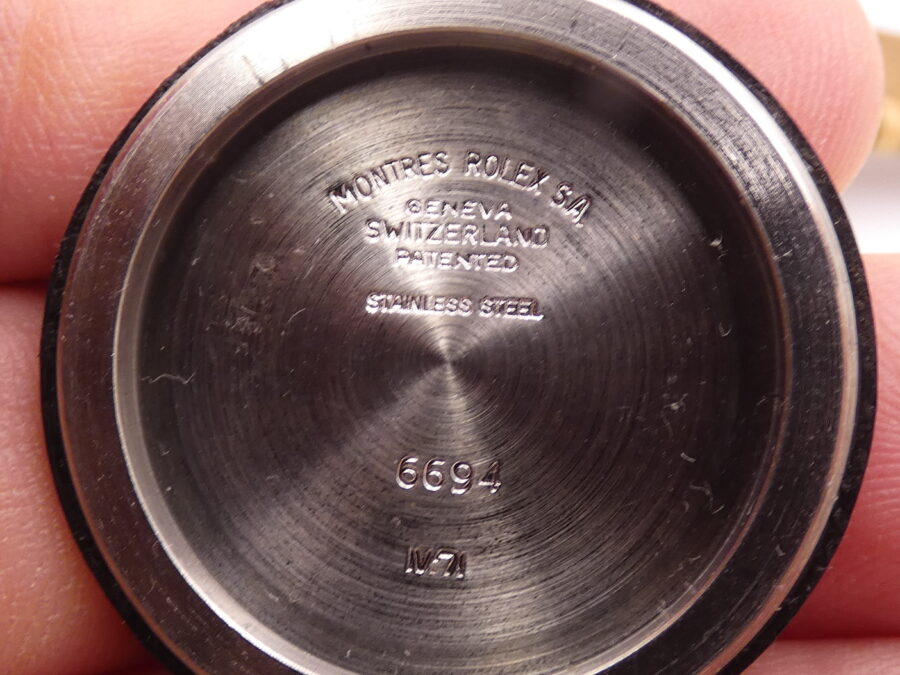 MONTRES ROLEX S.A.
GENEVA
SWITZERLAND
PATENTED
STAINLESS STEEL
6694
IV.71